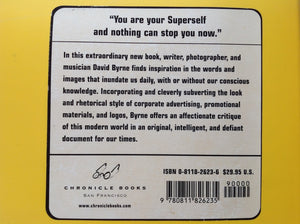 “You are your Superself
and nothing can stop you now.”
In this extraordinary new book, writer, photographer, and
musician David Byrne finds inspiration in the words and
images that inundate us daily, with or without our conscious
knowledge. Incorporating and cleverly subverting the look
and rhetorical style of corporate advertising, promotional
materials, and logos, Byrne offers an affectionate critique
of this modern world in an original, intelligent, and defiant
document for our times.
ISBN 0-8118-2623-6 $29.95 U.S.
90000
9 780811 826235
CHRONICLE BOOKS
SAN FRANCISCO
www.chroniclebooks.com